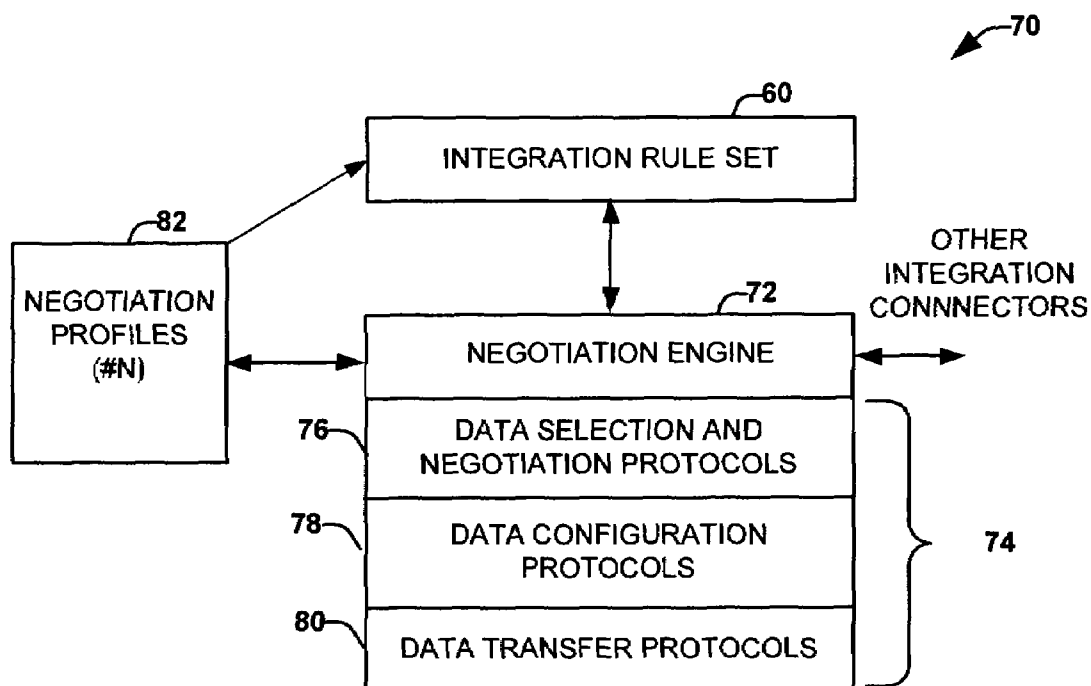 70
60
INTEGRATION RULE SET
82
NEGOTIATION
PROFILES
(#N)
OTHER
INTEGRATION
CONNNECTORS
72
NEGOTIATION ENGINE
76
DATA SELECTION AND
NEGOTIATION PROTOCOLS
78
DATA CONFIGURATION
PROTOCOLS
74
80
DATA TRANSFER PROTOCOLS